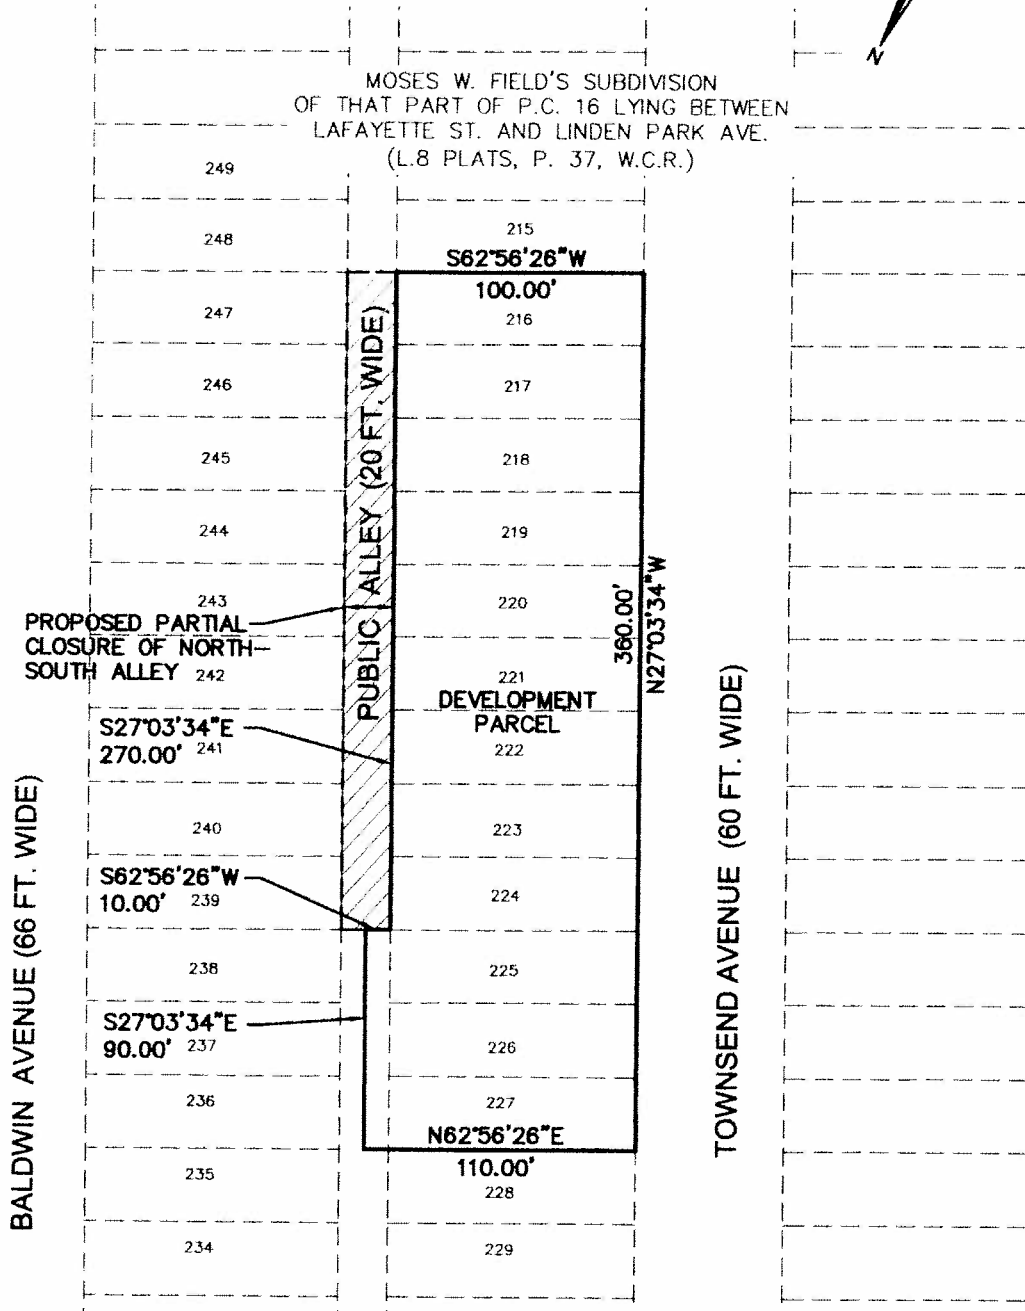 N
MOSES W. FIELD'S SUBDIVISION
OF THAT PART OF P.C. 16 LYING BETWEEN
LAFAYETTE ST. AND LINDEN PARK AVE.
(L.8 PLATS, P. 37, W.C.R.)
249
248
247
246
245
244
243
242
241
240
239
238
237
236
235
234
PROPOSED PARTIAL
CLOSURE OF NORTH-
SOUTH ALLEY
S27°03'34"E
270.00'
S62°56'26"W
10.00'
S27°03'34"E
90.00'
BALDWIN AVENUE (66 FT. WIDE)
PUBLIC ALLEY (20 FT. WIDE)
215
S62°56'26"W
100.00'
216
217
218
219
220
221
DEVELOPMENT
PARCEL
222
223
224
225
226
227
N62°56'26"E
110.00'
228
229
360.00'
N27°03'34"W
TOWNSEND AVENUE (60 FT. WIDE)